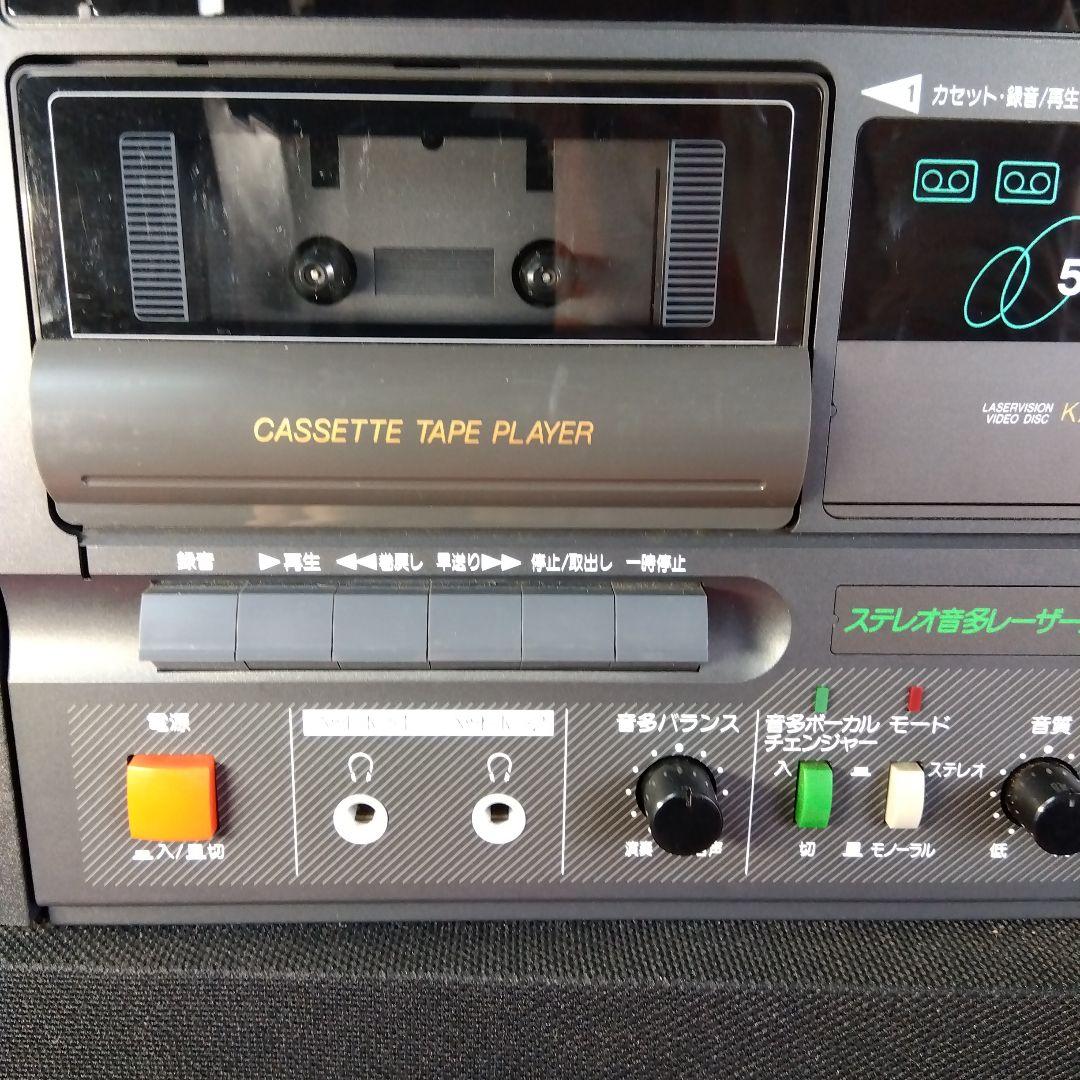 1 カセット・録音/再生
5
LASERVISION
VIDEO DISC
K
CASSETTE TAPE PLAYER
録音 再生 巻戻し 早送り 停止/取出し 一時停止
ステレオ音多レーザー
電源
入/切
音多バランス
演奏
音多ボーカル
チェンジャー
入
切
モード
ステレオ
モノーラル
音質
低